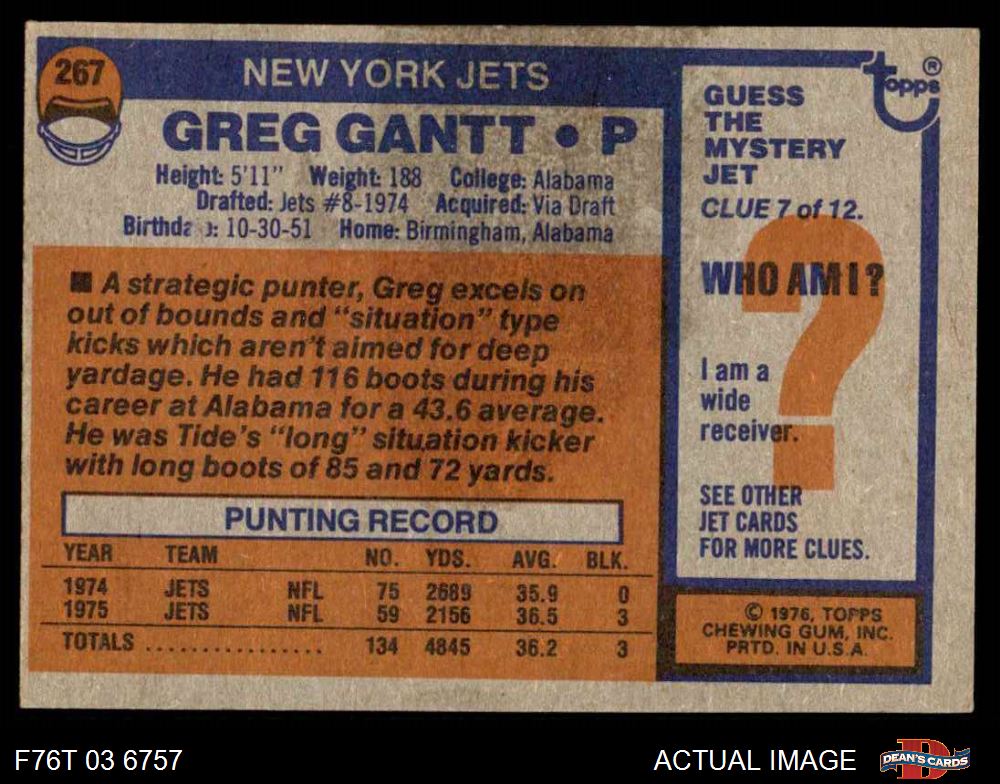 267
NEW YORK JETS
GREG GANTT • P
Height: 5'11" Weight: 188 College: Alabama
Drafted: Jets #8-1974 Acquired: Via Draft
Birthda ): 10-30-51 Home: Birmingham, Alabama
■ A strategic punter, Greg excels on
out of bounds and "situation" type
kicks which aren't aimed for deep
yardage. He had 116 boots during his
career at Alabama for a 43.6 average.
He was Tide's "long" situation kicker
with long boots of 85 and 72 yards.
PUNTING RECORD
YEAR TEAM NO. YDS. AVG. BLK.
1974 JETS NFL 75 2689 35.9 0
1975 JETS NFL 59 2156 36.5 3
TOTALS ................ 134 4845 36.2 3
Topps ®
GUESS
THE
MYSTERY
JET
CLUE 7 of 12.
WHO AM I?
?
I am a
wide
receiver.
SEE OTHER
JET CARDS
FOR MORE CLUES.
© 1976, TOPPS
CHEWING GUM, INC.
PRTD. IN U.S.A.
F76T 03 6757
ACTUAL IMAGE
D
DEAN'S CARDS